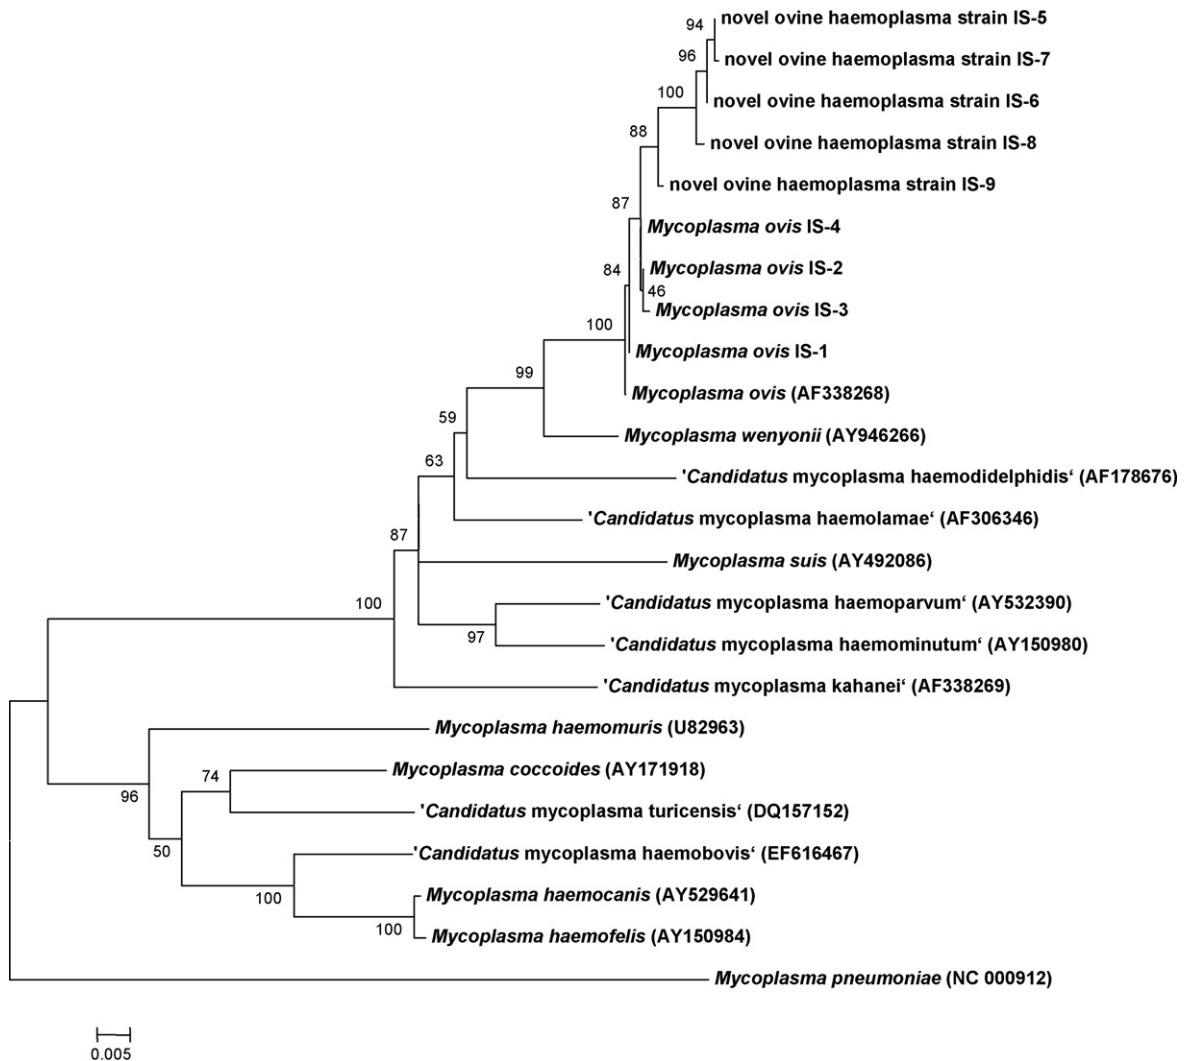 94
novel ovine haemoplasma strain IS-5
96
novel ovine haemoplasma strain IS-7
100
novel ovine haemoplasma strain IS-6
88
novel ovine haemoplasma strain IS-8
novel ovine haemoplasma strain IS-9
87
Mycoplasma ovis IS-4
84
Mycoplasma ovis IS-2
46
Mycoplasma ovis IS-3
100
Mycoplasma ovis IS-1
99
Mycoplasma ovis (AF338268)
59
Mycoplasma wenyonii (AY946266)
63
'Candidatus mycoplasma haemodidelphidis‘ (AF178676)
'Candidatus mycoplasma haemolamae‘ (AF306346)
87
Mycoplasma suis (AY492086)
100
'Candidatus mycoplasma haemoparvum‘ (AY532390)
97
'Candidatus mycoplasma haemominutum‘ (AY150980)
'Candidatus mycoplasma kahanei‘ (AF338269)
Mycoplasma haemomuris (U82963)
96
74
Mycoplasma coccoides (AY171918)
'Candidatus mycoplasma turicensis‘ (DQ157152)
50
'Candidatus mycoplasma haemobovis‘ (EF616467)
100
Mycoplasma haemocanis (AY529641)
100
Mycoplasma haemofelis (AY150984)
Mycoplasma pneumoniae (NC 000912)
0.005